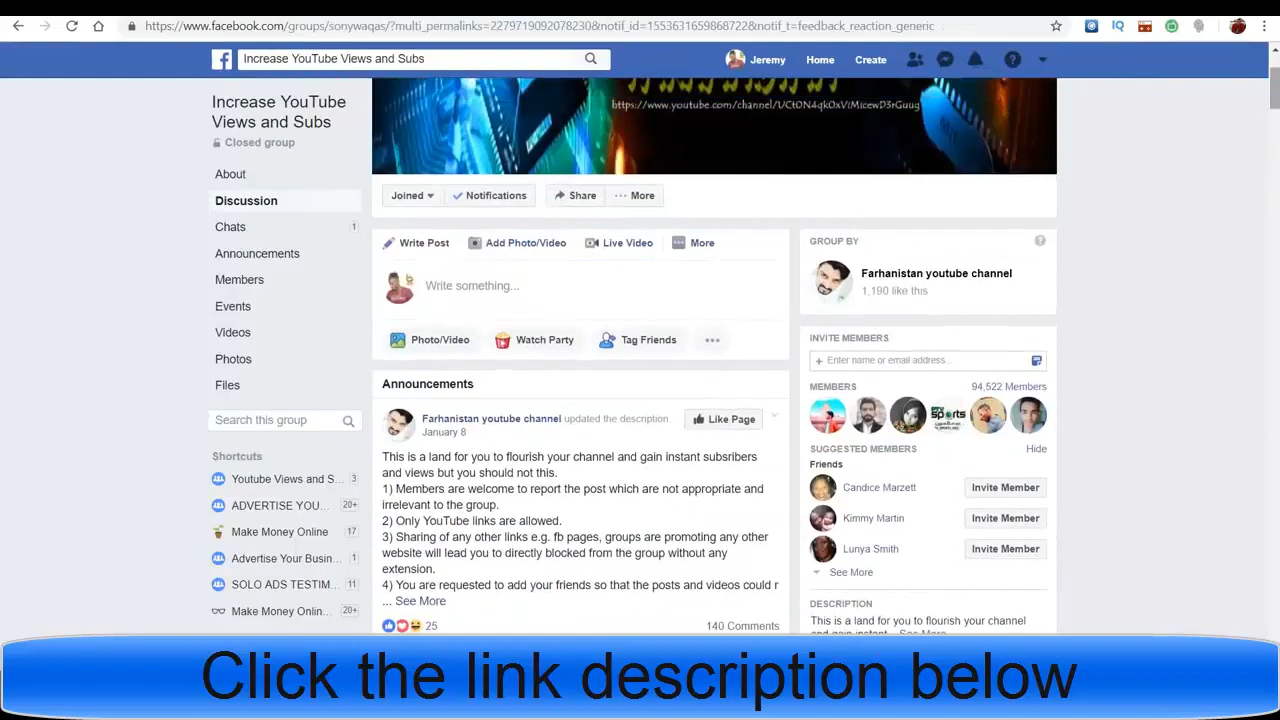 https://www.facebook.com/groups/sonywaqas/?multi_permalinks=2279719092078230&notif_id=1553631659868722&notif_t=feedback_reaction_generic
Increase YouTube Views and Subs
Jeremy
Home
Create
Increase YouTube
Views and Subs
Closed group
About
Discussion
Chats
1
Announcements
Members
Events
Videos
Photos
Files
Search this group
Shortcuts
Youtube Views and S...
3
ADVERTISE YOU...
20+
Make Money Online
17
Advertise Your Busin...
1
SOLO ADS TESTIM...
11
Make Money Onlin...
20+
Joined
Notifications
Share
More
Write Post
Add Photo/Video
Live Video
More
Write something...
Photo/Video
Watch Party
Tag Friends
Announcements
Farhanistan youtube channel updated the description
January 8
Like Page
This is a land for you to flourish your channel and gain instant subsribers
and views but you should not this.
1) Members are welcome to report the post which are not appropriate and
irrelevant to the group.
2) Only YouTube links are allowed.
3) Sharing of any other links e.g. fb pages, groups are promoting any other
website will lead you to directly blocked from the group without any
extension.
4) You are requested to add your friends so that the posts and videos could r
... See More
25
140 Comments
GROUP BY
Farhanistan youtube channel
1,190 like this
INVITE MEMBERS
+ Enter name or email address...
MEMBERS
94,522 Members
SUGGESTED MEMBERS
Hide
Friends
Candice Marzett
Invite Member
Kimmy Martin
Invite Member
Lunya Smith
Invite Member
See More
DESCRIPTION
This is a land for you to flourish your channel
and gain instant... See More
Click the link description below